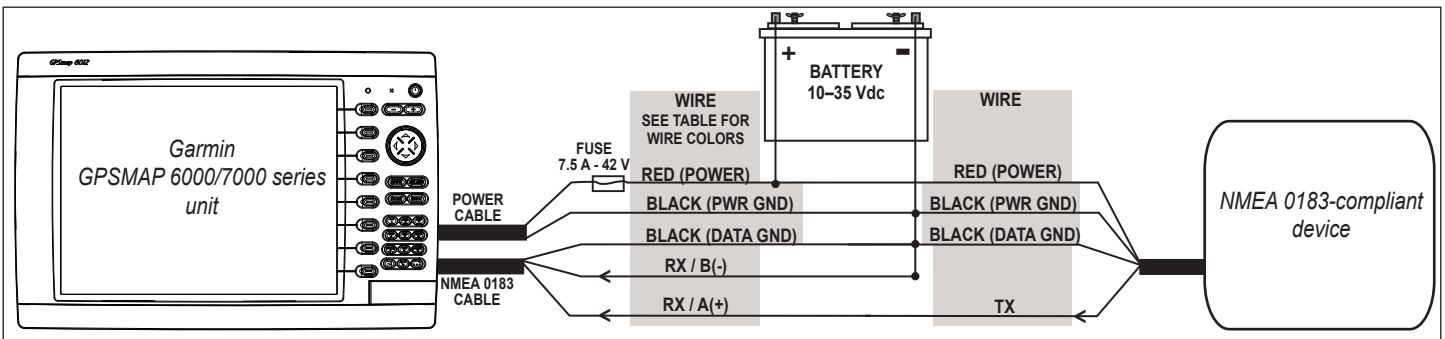 GPSmap 6012
Garmin
GPSMAP 6000/7000 series
unit
POWER
CABLE
NMEA 0183
CABLE
FUSE
7.5 A - 42 V
WIRE
SEE TABLE FOR
WIRE COLORS
RED (POWER)
BLACK (PWR GND)
BLACK (DATA GND)
RX / B(-)
RX / A(+)
+
-
BATTERY
10–35 Vdc
WIRE
RED (POWER)
BLACK (PWR GND)
BLACK (DATA GND)
TX
NMEA 0183-compliant
device